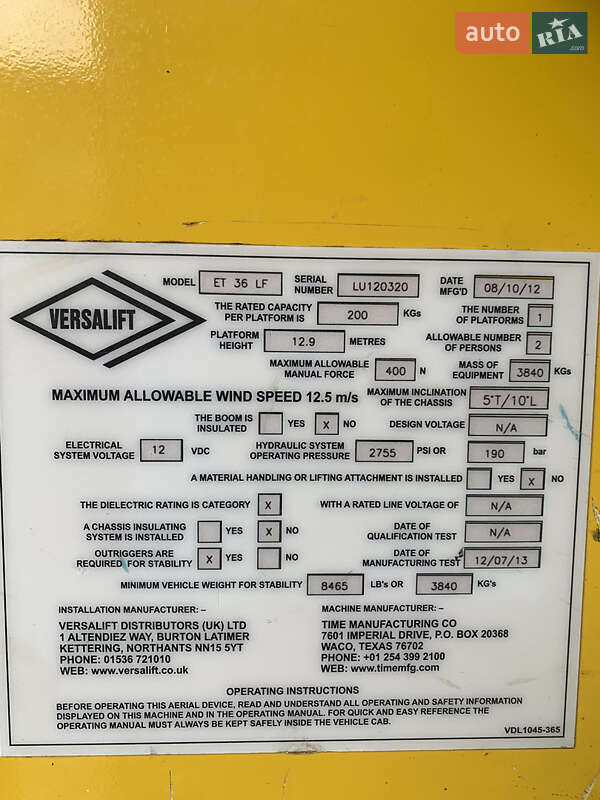 auto RIA .com
VERSALIFT
MODEL ET 36 LF SERIAL NUMBER LU120320 DATE MFG'D 08/10/12
THE RATED CAPACITY PER PLATFORM IS 200 KGs THE NUMBER OF PLATFORMS 1
PLATFORM HEIGHT 12.9 METRES ALLOWABLE NUMBER OF PERSONS 2
MAXIMUM ALLOWABLE MANUAL FORCE 400 N MASS OF EQUIPMENT 3840 KGs
MAXIMUM ALLOWABLE WIND SPEED 12.5 m/s MAXIMUM INCLINATION OF THE CHASSIS 5°T/10°L
THE BOOM IS INSULATED YES X NO DESIGN VOLTAGE N/A
ELECTRICAL SYSTEM VOLTAGE 12 VDC HYDRAULIC SYSTEM OPERATING PRESSURE 2755 PSI OR 190 bar
A MATERIAL HANDLING OR LIFTING ATTACHMENT IS INSTALLED YES X NO
THE DIELECTRIC RATING IS CATEGORY X WITH A RATED LINE VOLTAGE OF N/A
A CHASSIS INSULATING SYSTEM IS INSTALLED YES X NO DATE OF QUALIFICATION TEST N/A
OUTRIGGERS ARE REQUIRED FOR STABILITY X YES NO DATE OF MANUFACTURING TEST 12/07/13
MINIMUM VEHICLE WEIGHT FOR STABILITY 8465 LB's OR 3840 KG's
INSTALLATION MANUFACTURER: –
VERSALIFT DISTRIBUTORS (UK) LTD
1 ALTENDIEZ WAY, BURTON LATIMER
KETTERING, NORTHANTS NN15 5YT
PHONE: 01536 721010
WEB: www.versalift.co.uk
MACHINE MANUFACTURER: –
TIME MANUFACTURING CO
7601 IMPERIAL DRIVE, P.O. BOX 20368
WACO, TEXAS 76702
PHONE: +01 254 399 2100
WEB: www.timemfg.com
OPERATING INSTRUCTIONS
BEFORE OPERATING THIS AERIAL DEVICE, READ AND UNDERSTAND ALL OPERATING AND SAFETY INFORMATION
DISPLAYED ON THIS MACHINE AND IN THE OPERATING MANUAL. FOR QUICK AND EASY REFERENCE THE
OPERATING MANUAL MUST ALWAYS BE KEPT SAFELY INSIDE THE VEHICLE CAB.
VDL1045-365